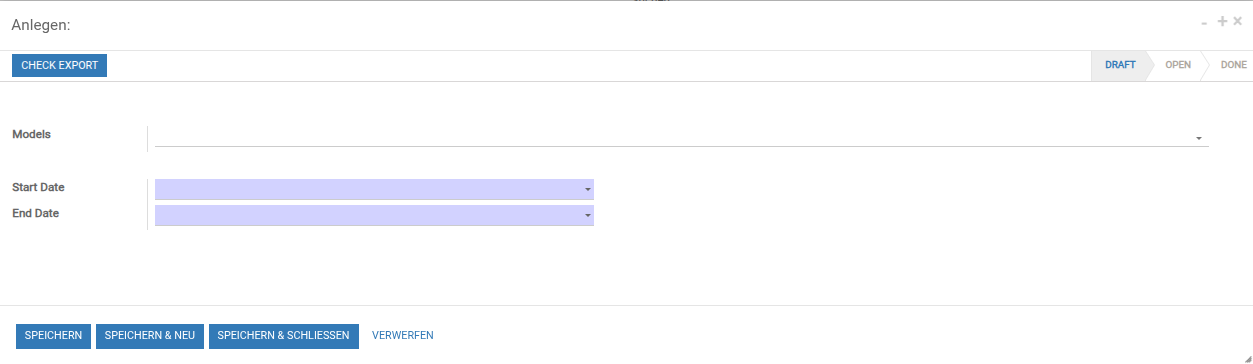 Anlegen:
CHECK EXPORT
DRAFT OPEN DONE
Models
Start Date
End Date
SPEICHERN SPEICHERN & NEU SPEICHERN & SCHLIESSEN VERWERFEN